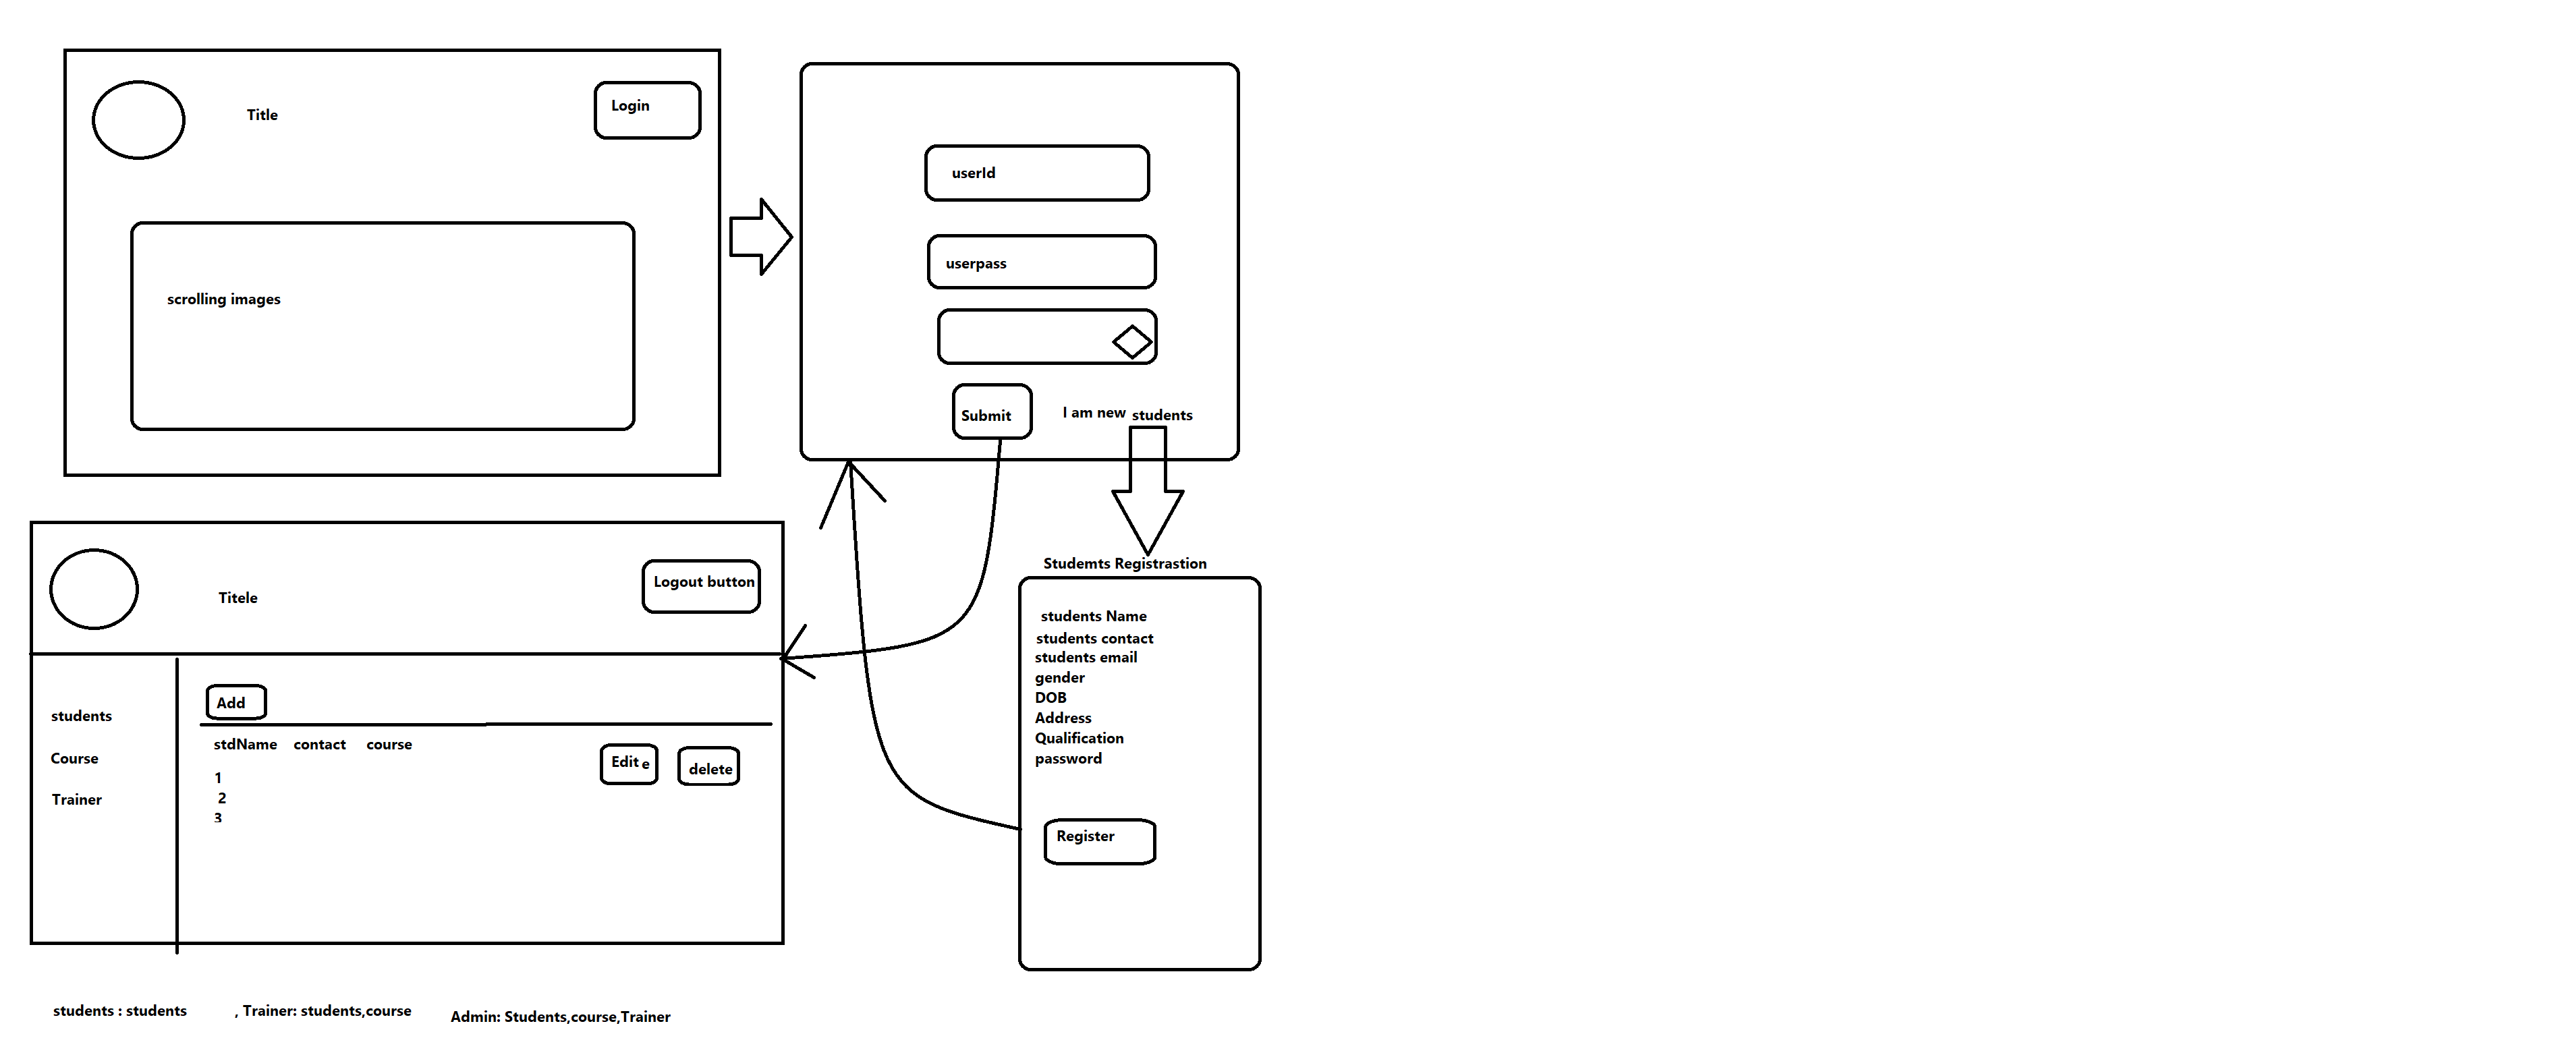 Title
Login
scrolling images
userId
userpass
Submit
I am new students
Studemts Registrastion
students Name
students contact
students email
gender
DOB
Address
Qualification
password
Register
Titele
Logout button
students
Course
Trainer
Add
stdName contact course
Edit e
delete
1
2
3
students : students , Trainer: students,course Admin: Students,course,Trainer